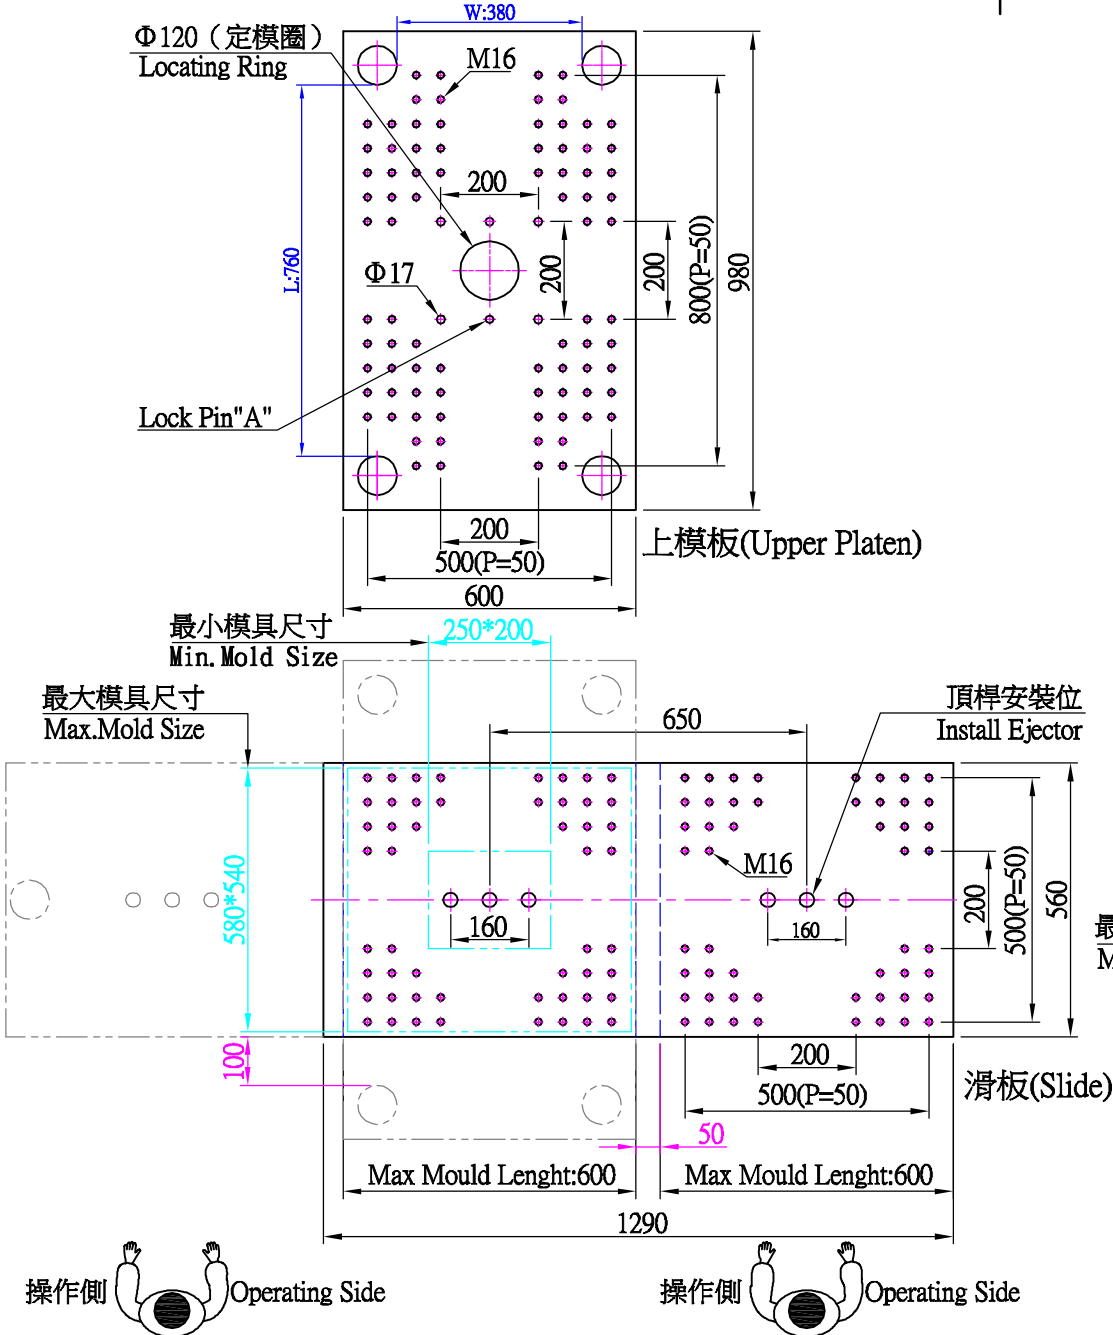 W:380
Φ120（定模圈）
Locating Ring
M16
200
L:760
Φ17
200
200
800(P=50)
980
Lock Pin"A"
200
500(P=50)
600
上模板(Upper Platen)
最小模具尺寸
Min.Mold Size
250*200
最大模具尺寸
Max.Mold Size
650
頂桿安裝位
Install Ejector
580*540
M16
160
160
200
500(P=50)
560
最
M
100
200
500(P=50)
滑板(Slide)
50
Max Mould Lenght:600
Max Mould Lenght:600
1290
操作側
Operating Side
操作側
Operating Side